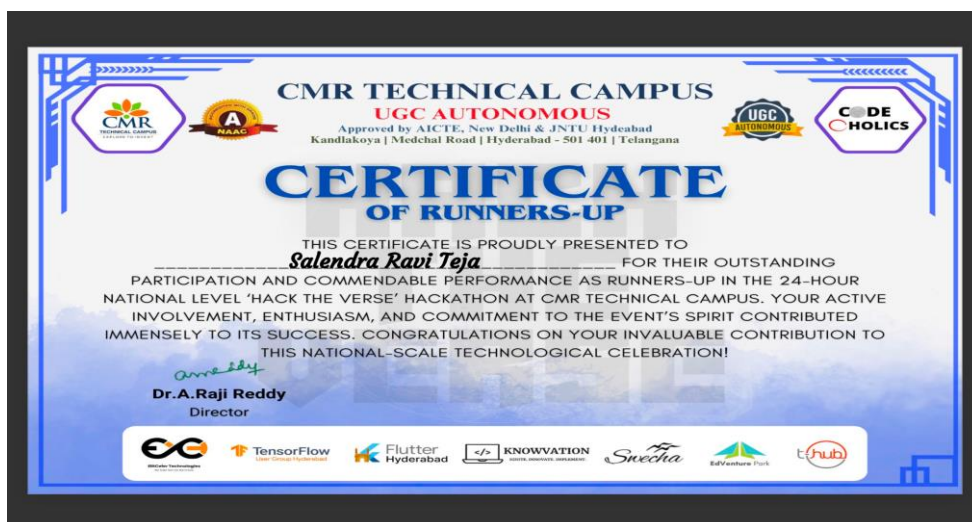 CMR TECHNICAL CAMPUS
UGC AUTONOMOUS
Approved by AICTE, New Delhi & JNTU Hydeabad
Kandlakoya | Medchal Road | Hyderabad - 501 401 | Telangana
CMR
TECHNICAL CAMPUS
EXPLORE TO INVENT
A
NAAC
UGC
AUTONOMOUS
CODE
CHOLICS
CERTIFICATE
OF RUNNERS-UP
THIS CERTIFICATE IS PROUDLY PRESENTED TO
____________Salendra Ravi Teja____________ FOR THEIR OUTSTANDING
PARTICIPATION AND COMMENDABLE PERFORMANCE AS RUNNERS-UP IN THE 24-HOUR
NATIONAL LEVEL ‘HACK THE VERSE’ HACKATHON AT CMR TECHNICAL CAMPUS. YOUR ACTIVE
INVOLVEMENT, ENTHUSIASM, AND COMMITMENT TO THE EVENT’S SPIRIT CONTRIBUTED
IMMENSELY TO ITS SUCCESS. CONGRATULATIONS ON YOUR INVALUABLE CONTRIBUTION TO
THIS NATIONAL-SCALE TECHNOLOGICAL CELEBRATION!
Dr.A.Raji Reddy
Director
TensorFlow
User Group Hyderabad
Flutter
Hyderabad
</>
KNOWVATION
Swecha
EdVenture Park
t-hub